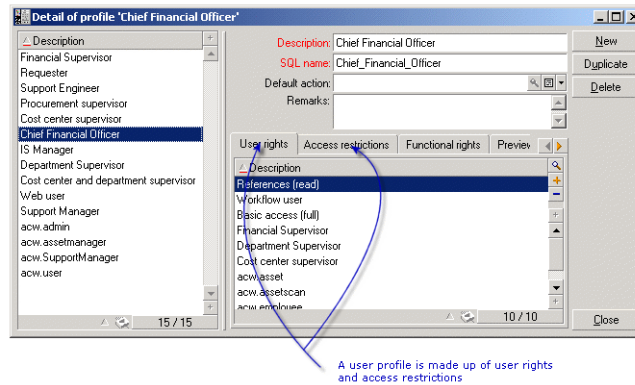 Detail of profile 'Chief Financial Officer'
Description
Financial Supervisor
Requester
Support Engineer
Procurement supervisor
Cost center supervisor
Chief Financial Officer
IS Manager
Department Supervisor
Cost center and department supervisor
Web user
Support Manager
acw.admin
acw.assetmanager
acw.SupportManager
acw.user
15 / 15
Description: Chief Financial Officer
SQL name: Chief_Financial_Officer
Default action:
Remarks:
User rights Access restrictions Functional rights Preview
Description
References (read)
Workflow user
Basic access (full)
Financial Supervisor
Department Supervisor
Cost center supervisor
acw.asset
acw.assetscan
acw.employee
10 / 10
New
Duplicate
Delete
Close
A user profile is made up of user rights
and access restrictions